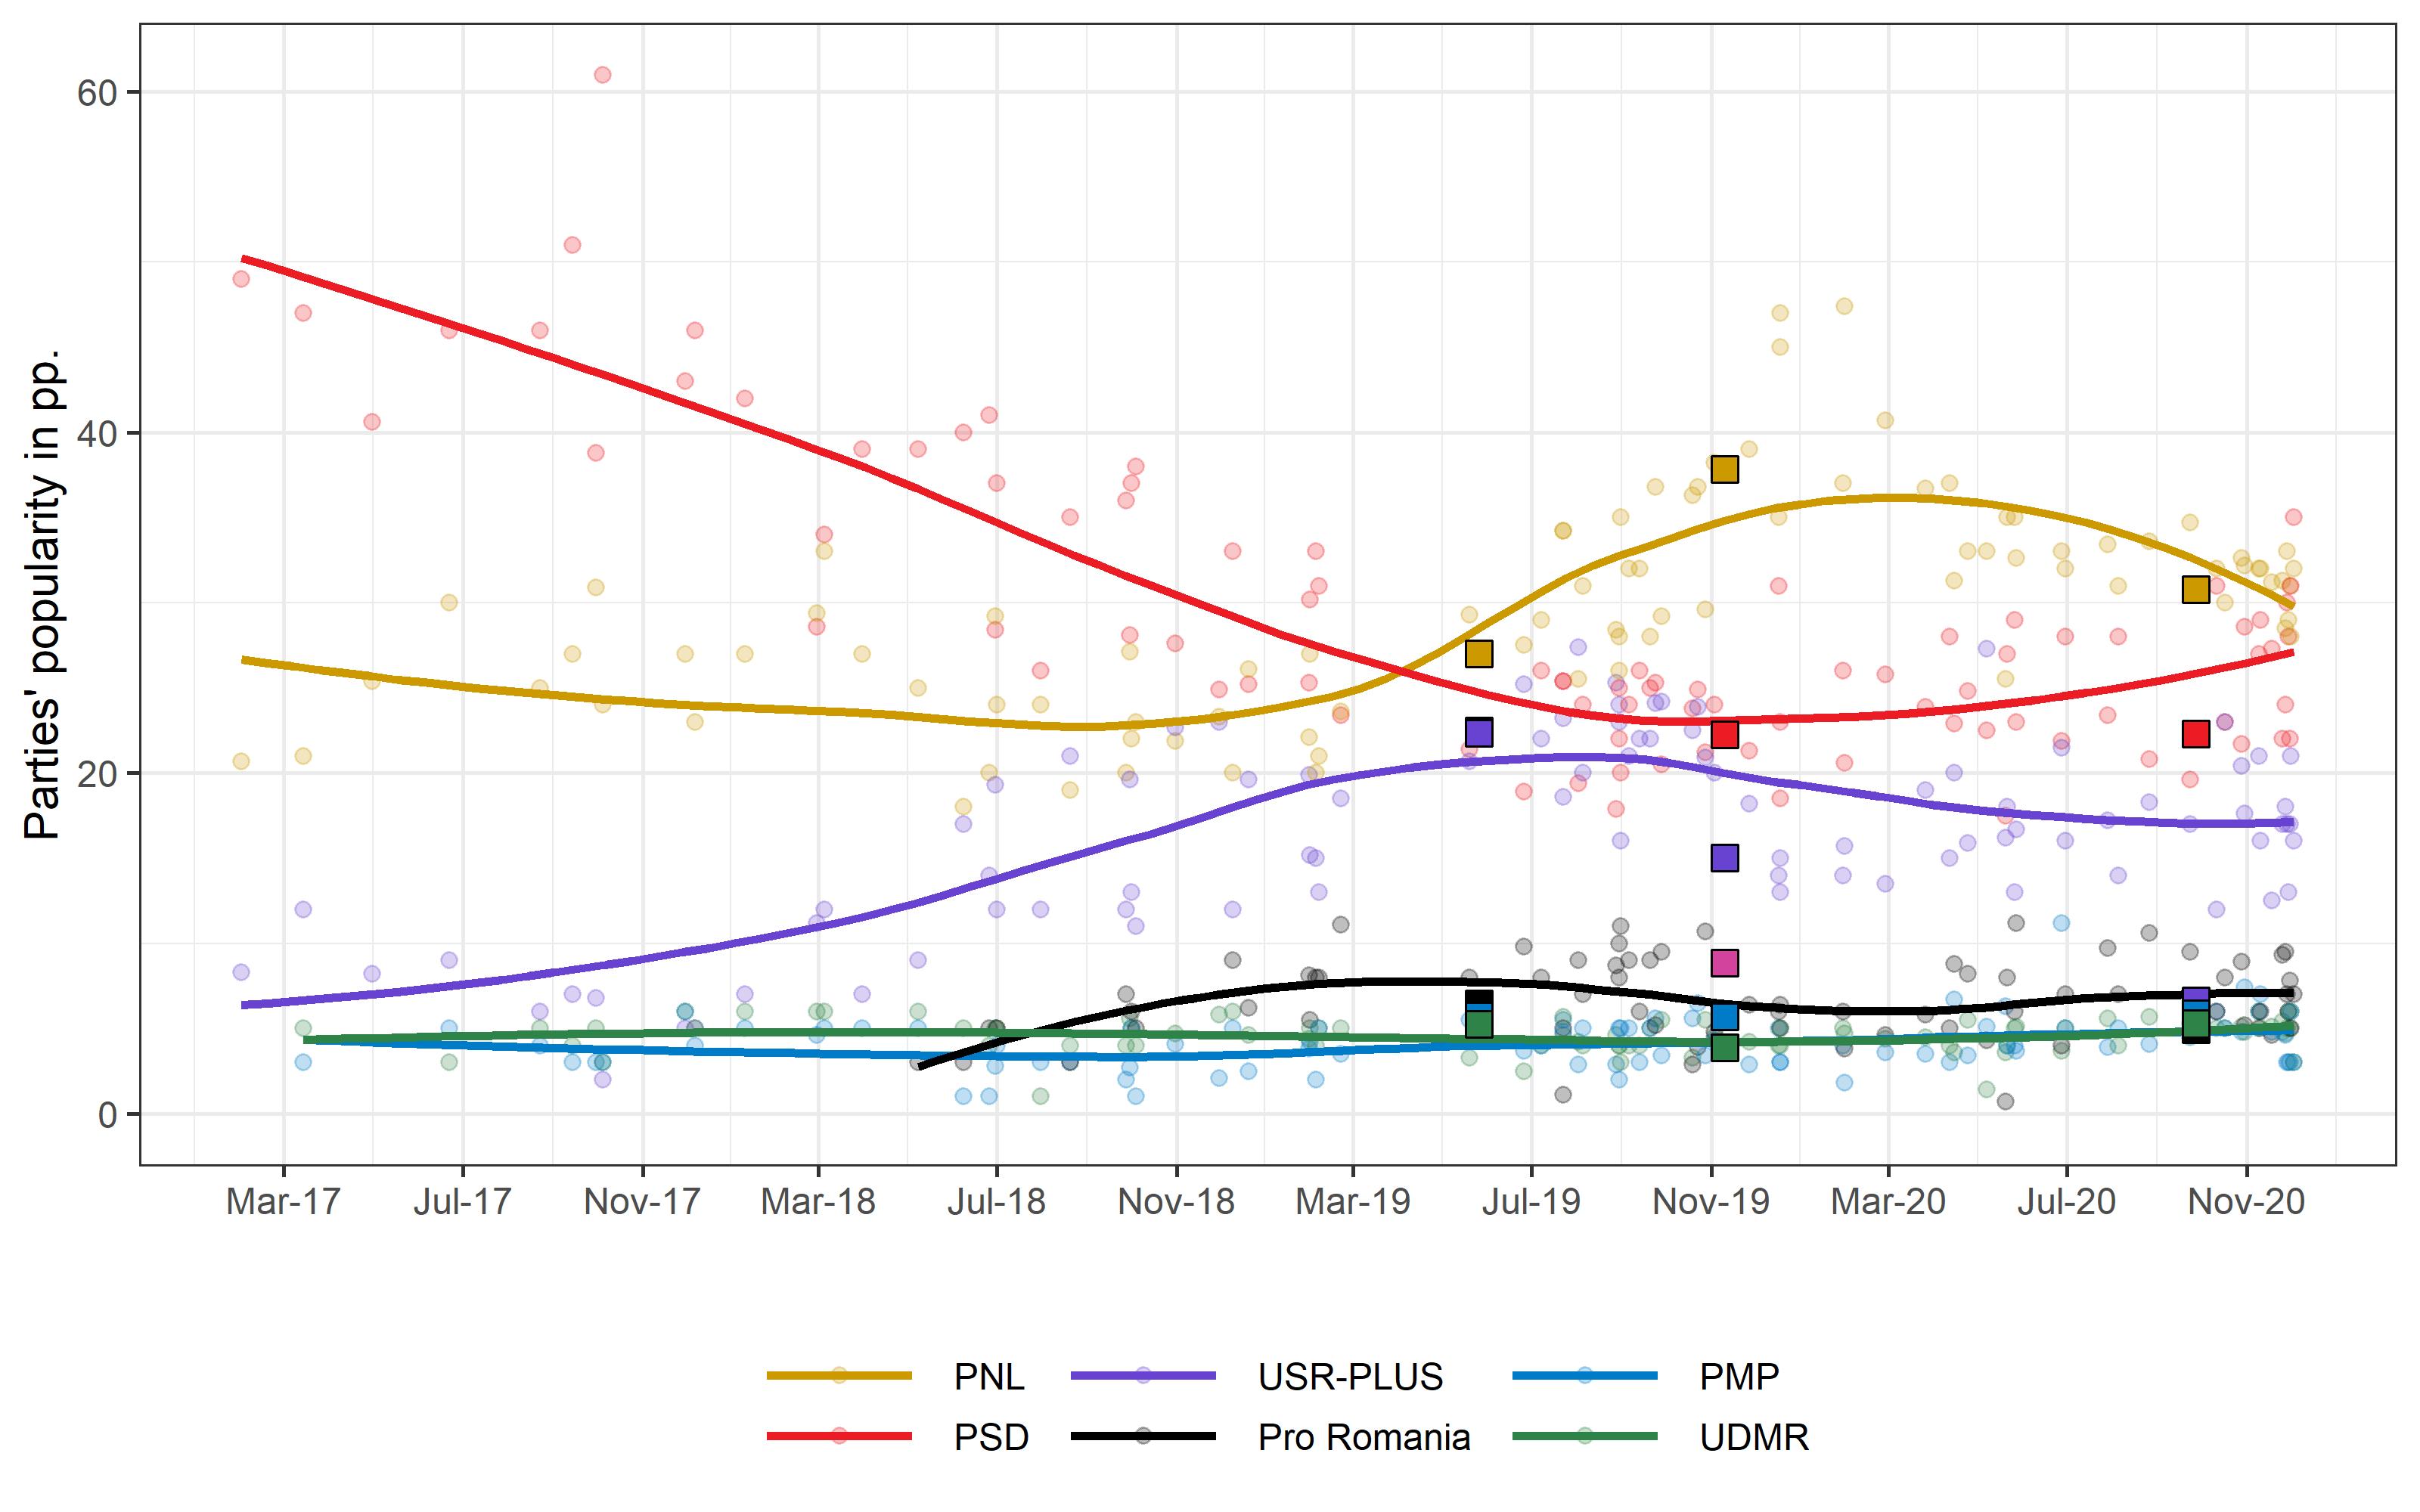 Parties' popularity in pp.
60
40
20
0
Mar-17 Jul-17 Nov-17 Mar-18 Jul-18 Nov-18 Mar-19 Jul-19 Nov-19 Mar-20 Jul-20 Nov-20
PNL USR-PLUS PMP
PSD Pro Romania UDMR